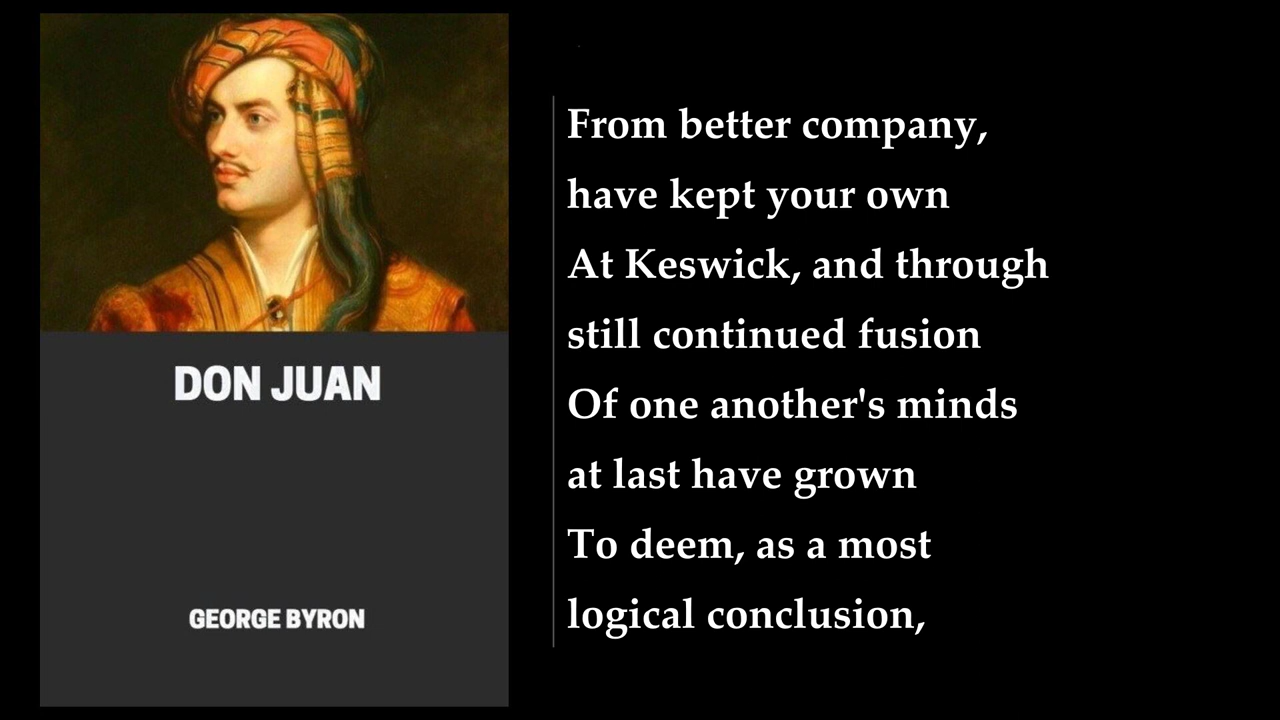 DON JUAN
GEORGE BYRON
From better company,
have kept your own
At Keswick, and through
still continued fusion
Of one another's minds
at last have grown
To deem, as a most
logical conclusion,